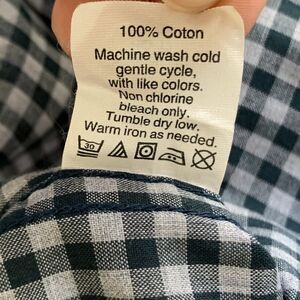 100% Coton
Machine wash cold
gentle cycle,
with like colors.
Non chlorine
bleach only.
Tumble dry low.
Warm iron as needed.
30